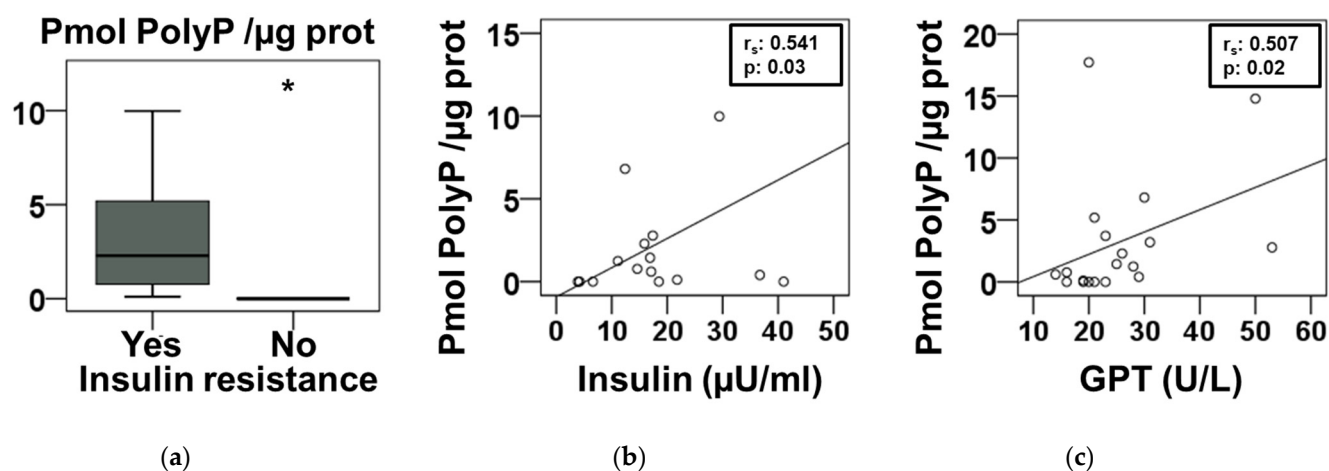 Pmol PolyP /µg prot
10
5
0
*
Yes
No
Insulin resistance
(a)
Pmol PolyP /µg prot
15
10
5
0
rs: 0.541
p: 0.03
0 10 20 30 40 50
Insulin (µU/ml)
(b)
Pmol PolyP /µg prot
20
15
10
5
0
rs: 0.507
p: 0.02
10 20 30 40 50 60
GPT (U/L)
(c)